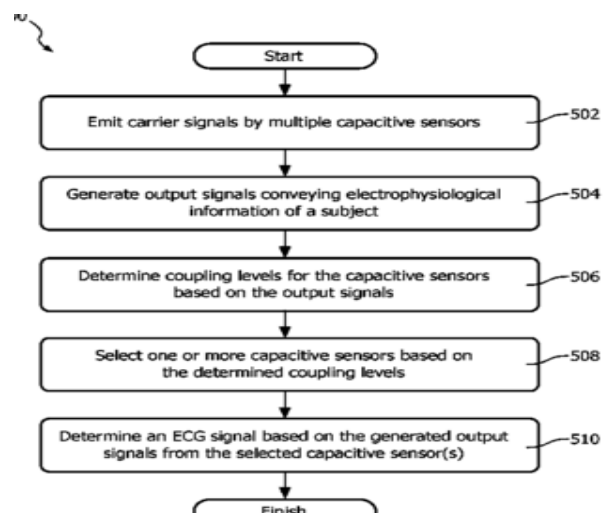 Start
Emit carrier signals by multiple capacitive sensors
502
Generate output signals conveying electrophysiological
information of a subject
504
Determine coupling levels for the capacitive sensors
based on the output signals
506
Select one or more capacitive sensors based on
the determined coupling levels
508
Determine an ECG signal based on the generated output
signals from the selected capacitive sensor(s)
510
Finish